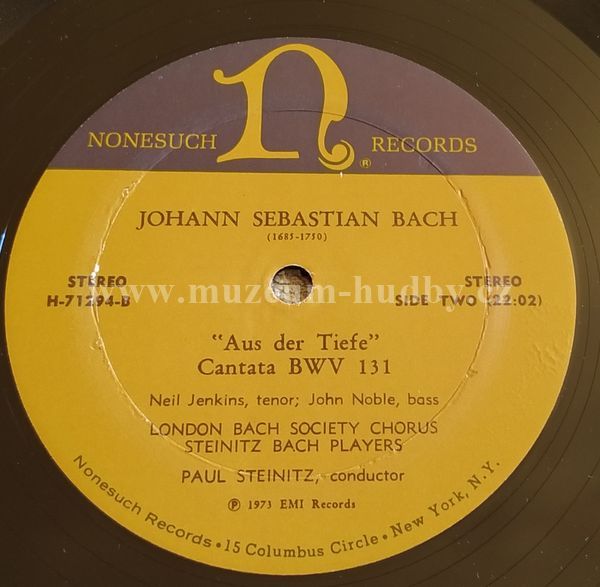 NONESUCH n® RECORDS
JOHANN SEBASTIAN BACH
(1685-1750)
STEREO
H-71294-B
STEREO
SIDE TWO (22:02)
www.muzeum-hudby.cz
"Aus der Tiefe"
Cantata BWV 131
Neil Jenkins, tenor; John Noble, bass
LONDON BACH SOCIETY CHORUS
STEINITZ BACH PLAYERS
PAUL STEINITZ, conductor
℗ 1973 EMI Records
Nonesuch Records • 15 Columbus Circle • New York, N.Y.